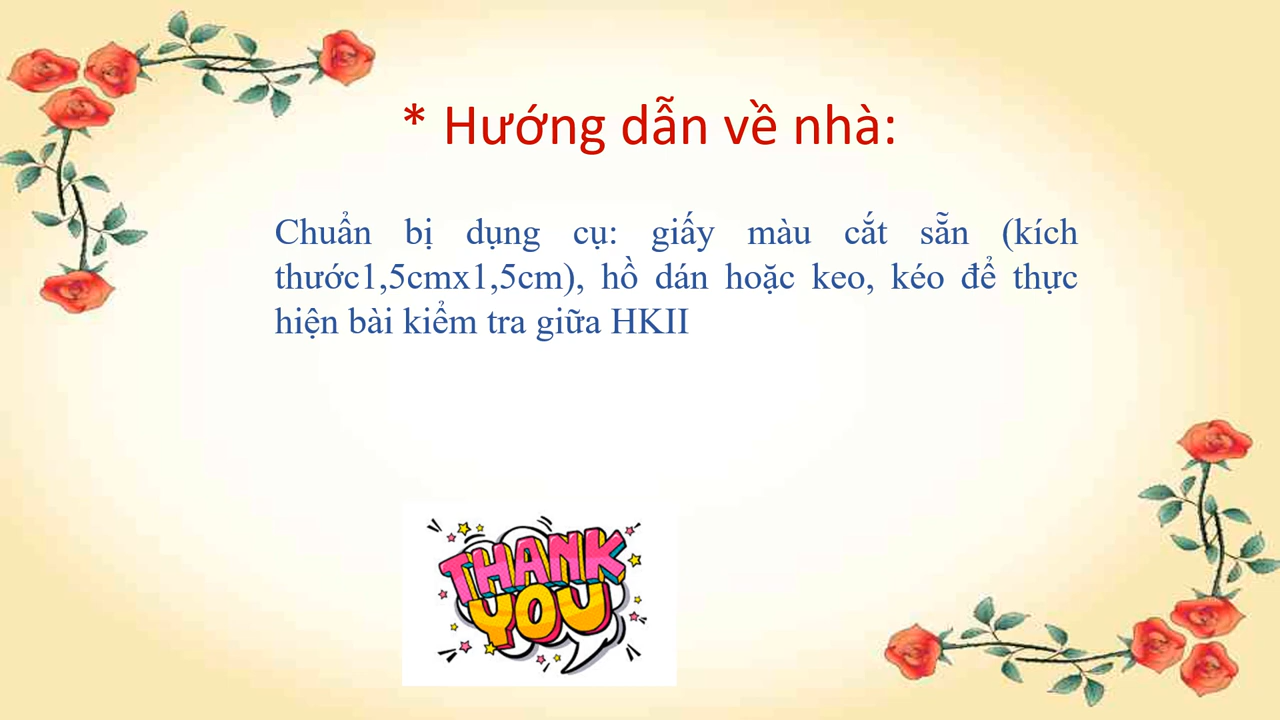 * Hướng dẫn về nhà:
Chuẩn bị dụng cụ: giấy màu cắt sẵn (kích
thước1,5cmx1,5cm), hồ dán hoặc keo, kéo để thực
hiện bài kiểm tra giữa HKII
THANK
YOU